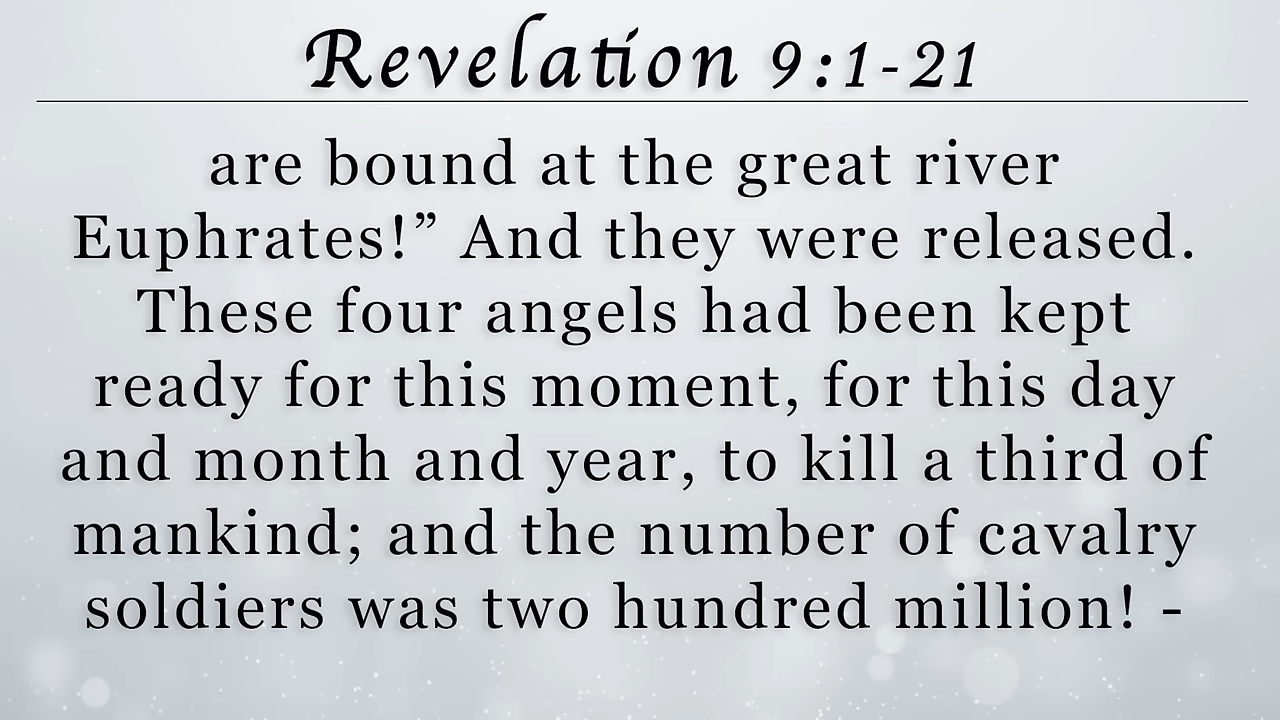 Revelation 9:1-21
are bound at the great river
Euphrates!” And they were released.
These four angels had been kept
ready for this moment, for this day
and month and year, to kill a third of
mankind; and the number of cavalry
soldiers was two hundred million! -